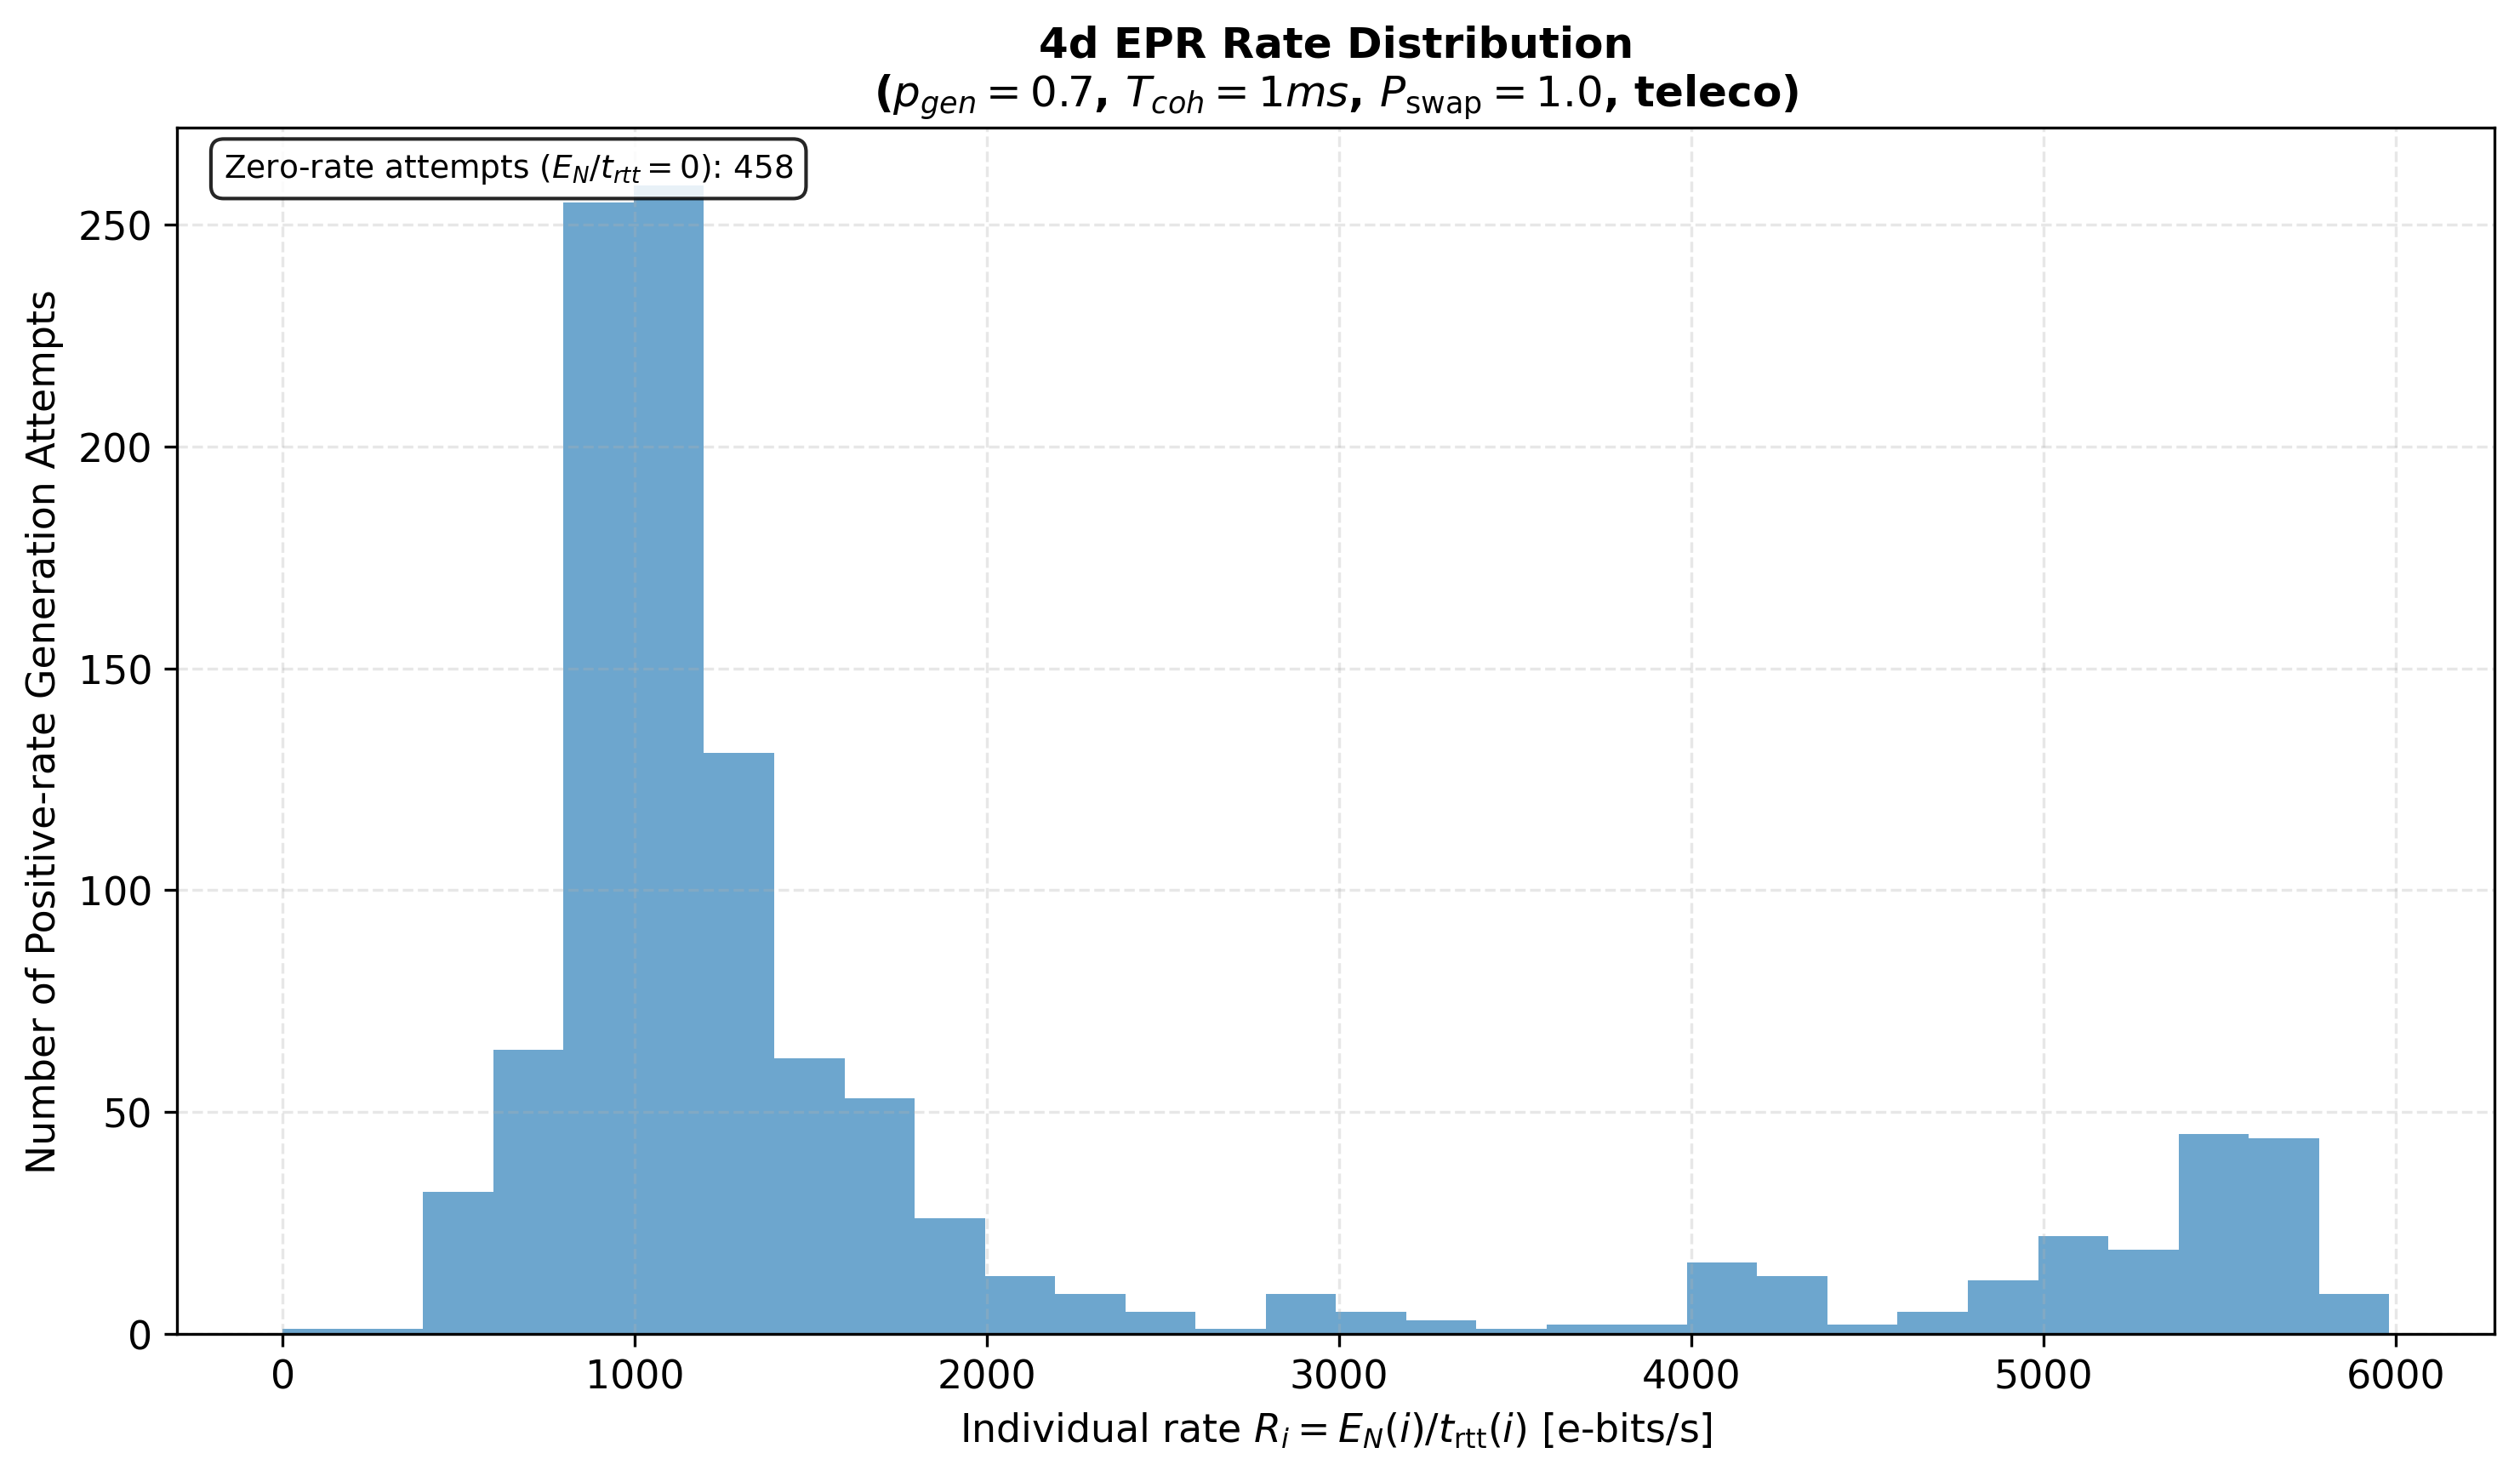 4d EPR Rate Distribution
(p_gen = 0.7, T_coh = 1ms, P_swap = 1.0, teleco)
Zero-rate attempts (E_N/t_rtt = 0): 458
Number of Positive-rate Generation Attempts
250
200
150
100
50
0
0 1000 2000 3000 4000 5000 6000
Individual rate R_i = E_N(i)/t_rtt(i) [e-bits/s]